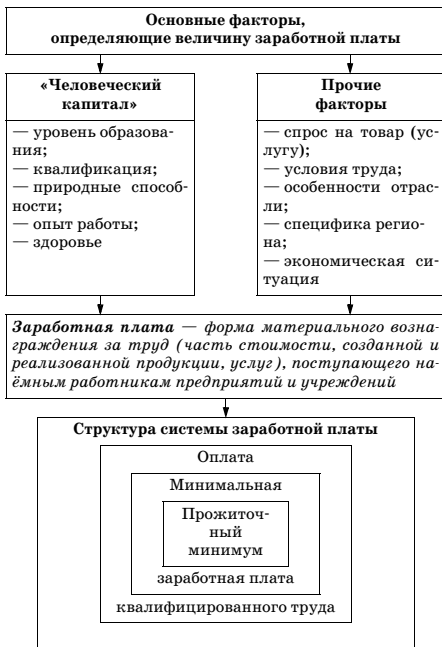 Основные факторы,
определяющие величину заработной платы
«Человеческий
капитал»
— уровень образова-
ния;
— квалификация;
— природные способ-
ности;
— опыт работы;
— здоровье
Прочие
факторы
— спрос на товар (ус-
лугу);
— условия труда;
— особенности отрас-
ли;
— специфика регио-
на;
— экономическая си-
туация
Заработная плата — форма материального возна-
граждения за труд (часть стоимости, созданной и
реализованной продукции, услуг), поступающего на-
ёмным работникам предприятий и учреждений
Структура системы заработной платы
Оплата
Минимальная
Прожиточ-
ный
минимум
заработная плата
квалифицированного труда